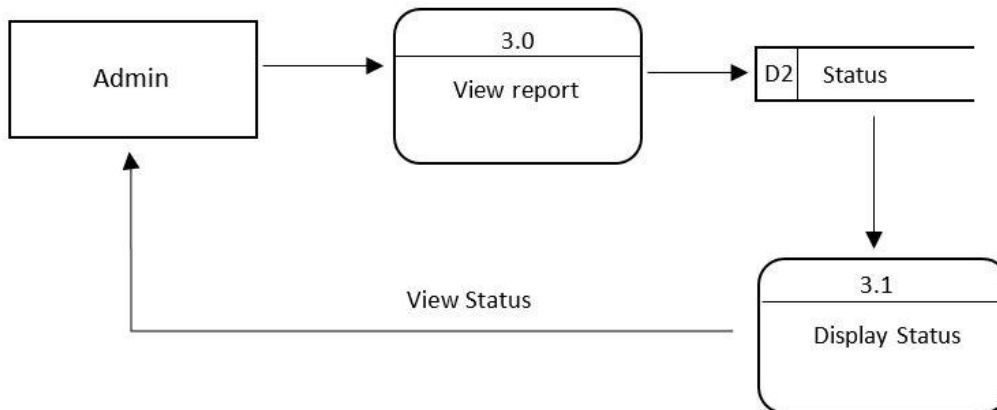 Admin
3.0
View report
D2 Status
3.1
Display Status
View Status